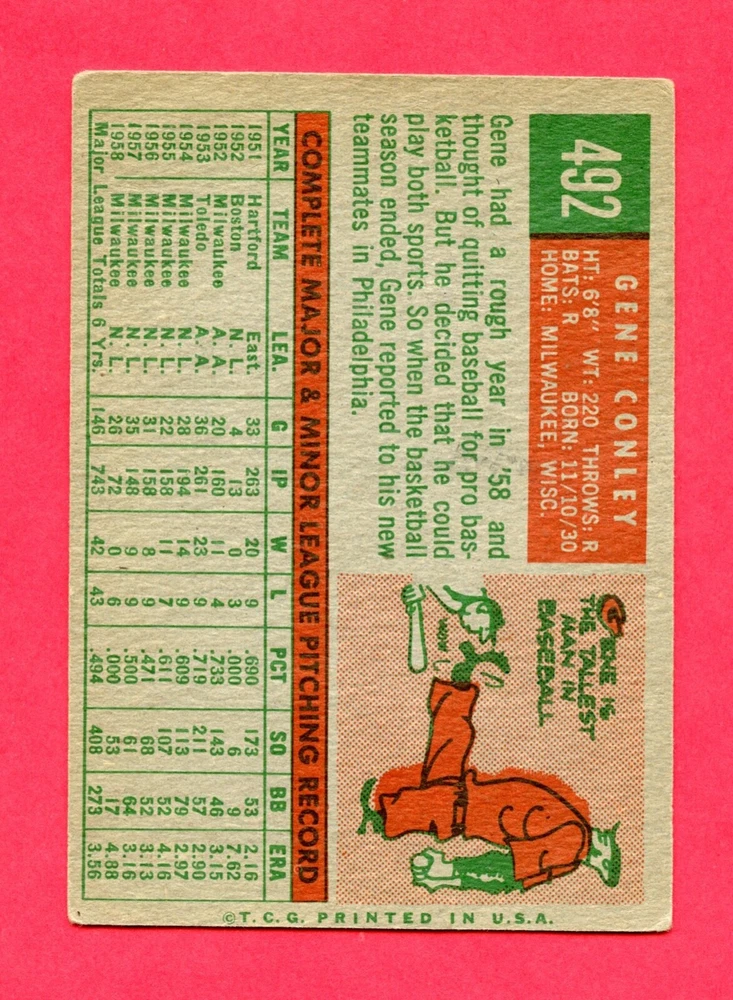 492
GENE CONLEY
HT: 6'8" WT: 220 THROWS: R
BATS: R BORN: 11/10/30
HOME: MILWAUKEE, WISC.
Gene had a rough year in '58 and
thought of quitting baseball for pro bas-
ketball. But he decided that he could
play both sports. So when the basketball
season ended, Gene reported to his new
teammates in Philadelphia.
GENE IS
THE TALLEST
MAN IN
BASEBALL
WOW!
COMPLETE MAJOR & MINOR LEAGUE PITCHING RECORD
YEAR TEAM LEA. G IP W L PCT SO BB ERA
1951 Hartford East. 33 263 20 9 .690 173 53 2.16
1952 Boston N. L. 4 13 0 3 .000 6 9 7.62
1952 Milwaukee A. A. 20 160 11 4 .733 143 46 3.15
1953 Toledo A. A. 36 261 23 9 .719 211 57 2.90
1954 Milwaukee N. L. 28 194 14 9 .609 113 79 2.97
1955 Milwaukee N. L. 22 158 11 7 .611 107 52 4.16
1956 Milwaukee N. L. 31 158 8 9 .471 68 52 3.13
1957 Milwaukee N. L. 35 148 9 9 .500 61 64 3.16
1958 Milwaukee N. L. 26 72 0 6 .000 53 17 4.88
Major League Totals 6 Yrs. 146 743 42 43 .494 408 273 3.56
©T.C.G. PRINTED IN U.S.A.